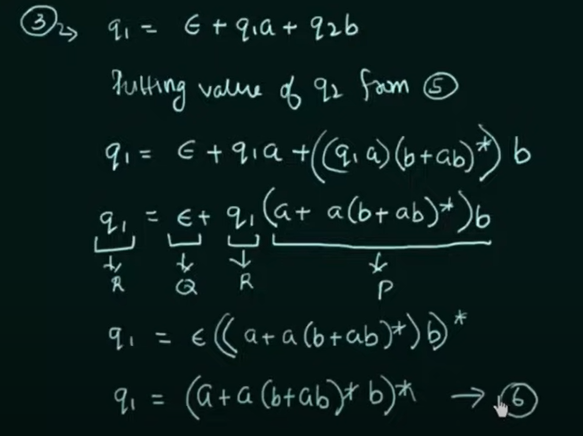 ③→ q₁ = ε + q₁a + q₂b
Putting value of q₂ from ⑤
q₁ = ε + q₁a + ((q₁a)(b+ab)*) b
q₁ = ε + q₁ (a + a(b+ab)*)b
R Q R P
q₁ = ε ((a+a(b+ab)*)b)*
q₁ = (a+a(b+ab)* b)* → ⑥